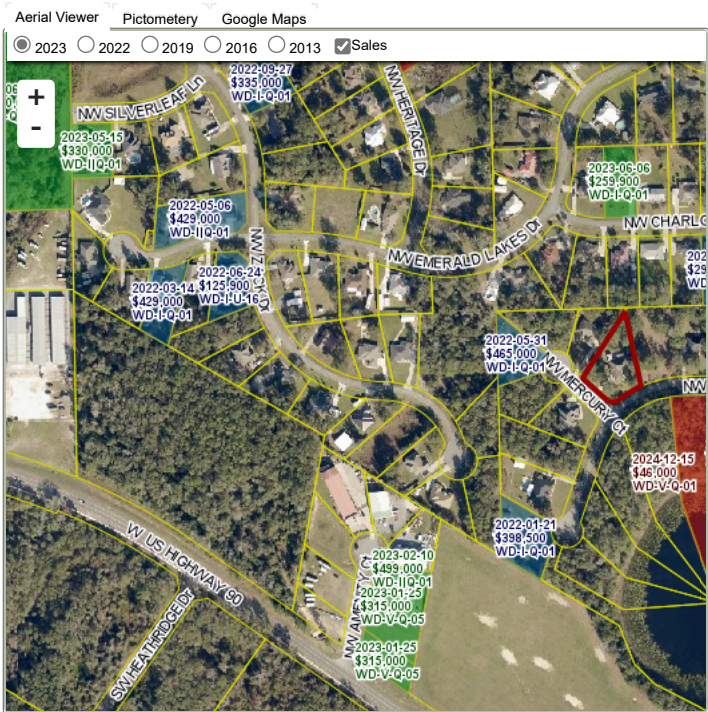 Aerial Viewer
Pictometery
Google Maps
2023
2022
2019
2016
2013
Sales
+
-
2022-09-27
$335,000
WD-I-Q-01
NW SILVERLEAF Ln
NW HERITAGE Dr
2023-05-15
$330,000
WD-I|Q-01
2023-06-06
$259,900
WD-I-Q-01
2022-05-06
$429,000
WD-I|Q-01
NW ZACK Dr
NW EMERALD LAKES Dr
2022-03-14
$429,000
WD-I-Q-01
2022-06-24
$125,900
WD-I-U-16
2022-05-31
$465,000
WD-I-Q-01
NW MERCURY Ct
NW
2024-12-15
$46,000
WD-V-Q-01
2022-01-21
$398,500
WD-I-Q-01
W US HIGHWAY 90
2023-02-10
$499,000
WD-I|Q-01
2023-01-25
$315,000
WD-V-Q-05
NW AMENITY Ct
2023-01-25
$315,000
WD-V-Q-05
SW HEATHRIDGE Dr